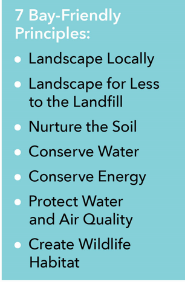 7 Bay-Friendly
Principles:
• Landscape Locally
• Landscape for Less
to the Landfill
• Nurture the Soil
• Conserve Water
• Conserve Energy
• Protect Water
and Air Quality
• Create Wildlife
Habitat